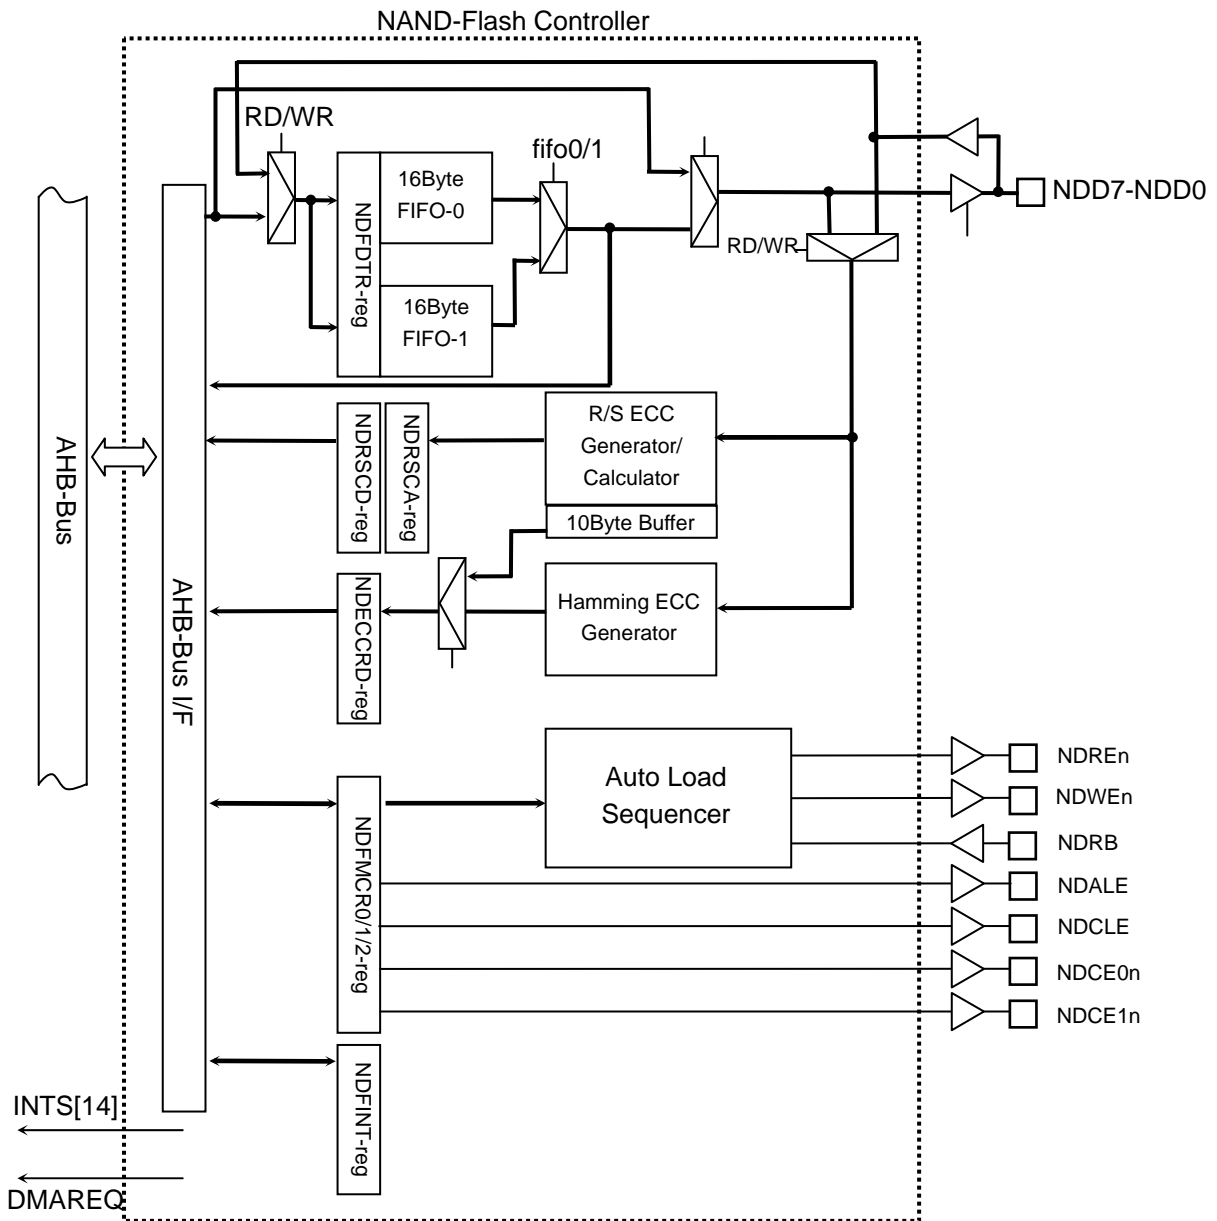 NAND-Flash Controller
RD/WR
fifo0/1
16Byte
FIFO-0
NDFDTR-reg
16Byte
FIFO-1
NDD7-NDD0
RD/WR
AHB-Bus
AHB-Bus I/F
NDRSCD-reg
NDRSCA-reg
R/S ECC
Generator/
Calculator
10Byte Buffer
NDECCRD-reg
Hamming ECC
Generator
NDFMCR0/1/2-reg
Auto Load
Sequencer
NDREn
NDWEn
NDRB
NDALE
NDCLE
NDCE0n
NDCE1n
NDFINT-reg
INTS[14]
DMAREQ